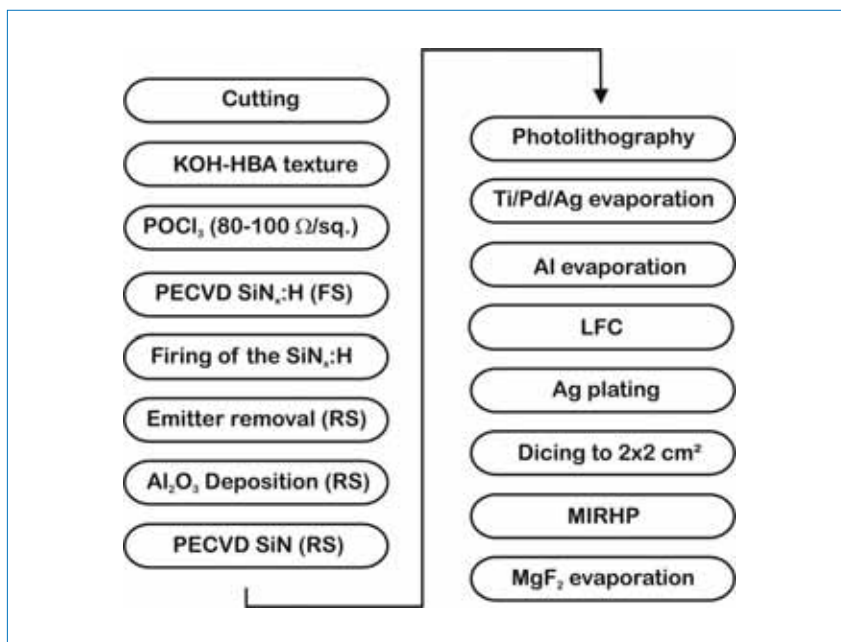 Cutting
KOH-HBA texture
POCl₃ (80-100 Ω/sq.)
PECVD SiNₓ:H (FS)
Firing of the SiNₓ:H
Emitter removal (RS)
Al₂O₃ Deposition (RS)
PECVD SiN (RS)
Photolithography
Ti/Pd/Ag evaporation
Al evaporation
LFC
Ag plating
Dicing to 2x2 cm²
MIRHP
MgF₂ evaporation